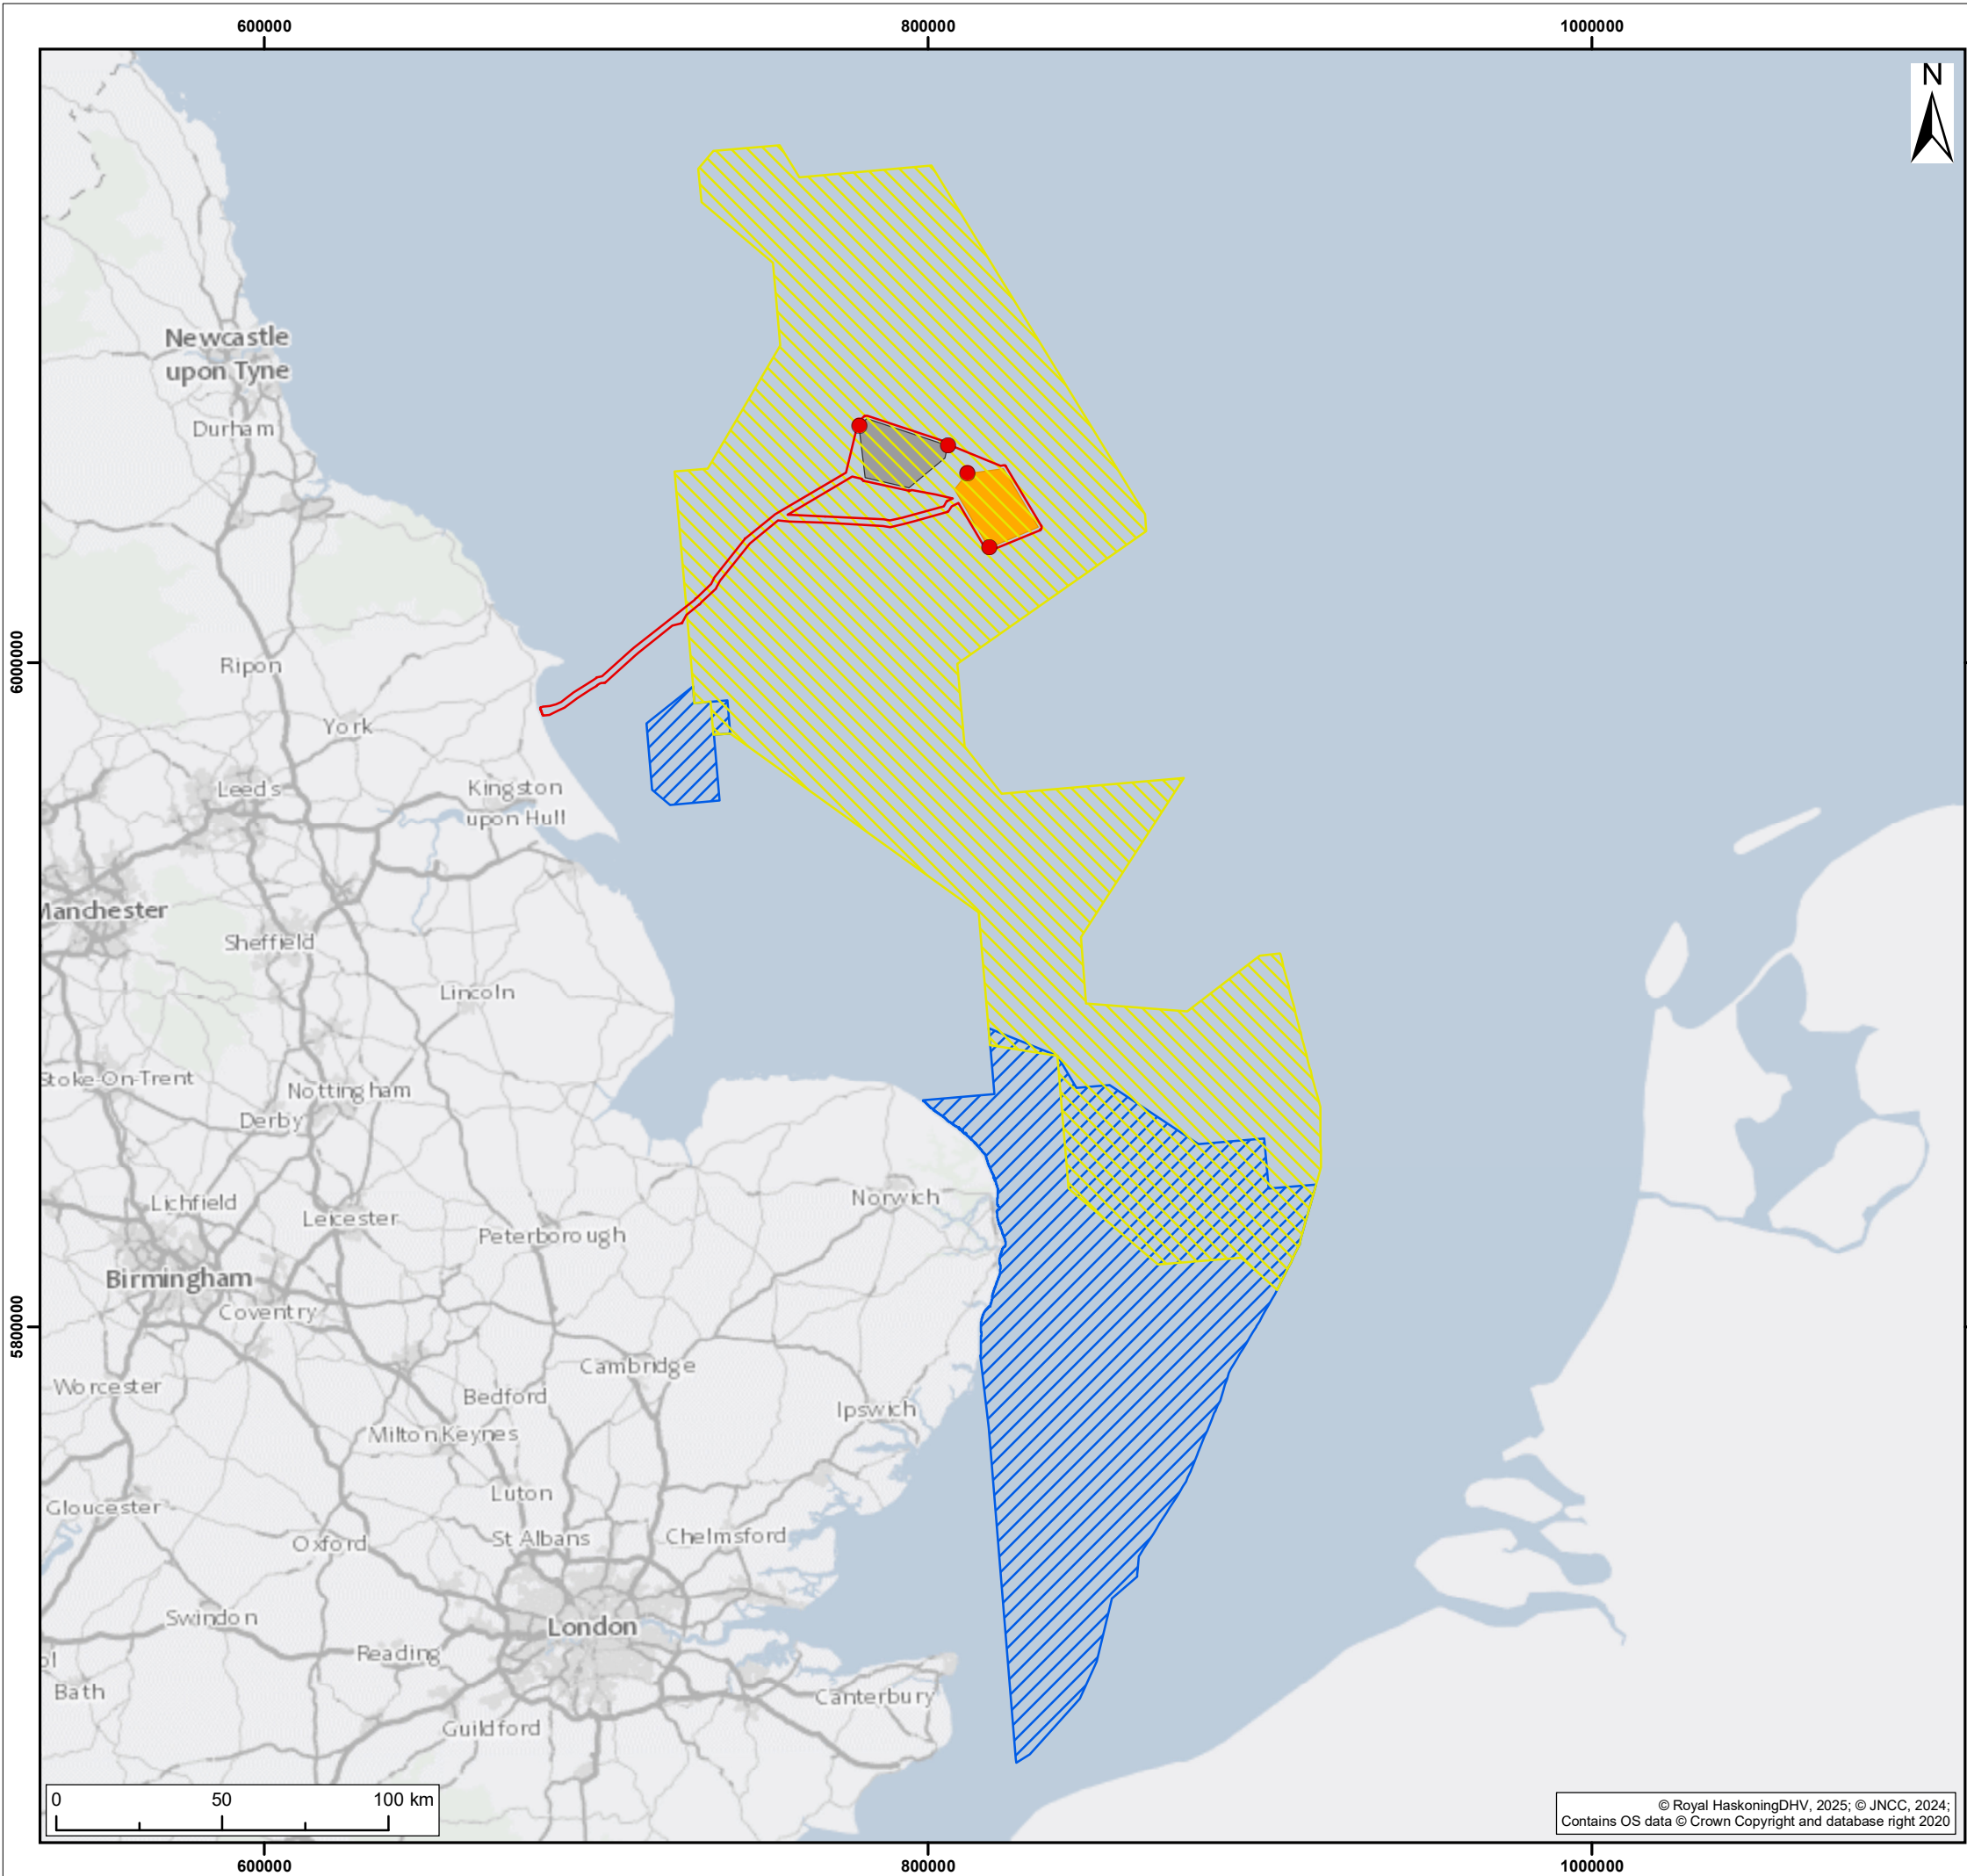 600000
800000
1000000
N
Newcastle
upon Tyne
Durham
6000000
Ripon
York
Leeds
Kingston
upon Hull
Manchester
Sheffield
Lincoln
Stoke-On-Trent
Nottingham
Derby
Norwich
Lichfield
Leicester
Peterborough
Birmingham
Coventry
5800000
Cambridge
Worcester
Bedford
Ipswich
Milton Keynes
Luton
Gloucester
St Albans
Chelmsford
Oxford
Swindon
London
Reading
ol
Bath
Canterbury
Guildford
0 50 100 km
© Royal HaskoningDHV, 2025; © JNCC, 2024;
Contains OS data © Crown Copyright and database right 2020
600000
800000
1000000